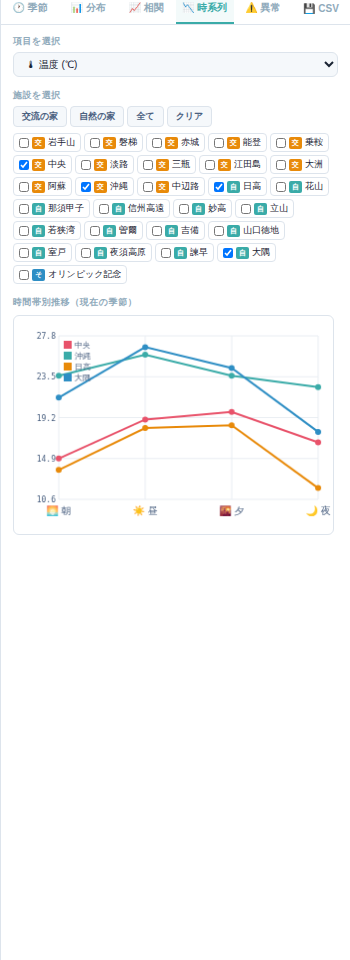 🕐 季節 📊 分布 📈 相関 📉 時系列 ⚠️ 異常 💾 CSV
項目を選択
🌡 温度 (℃)
施設を選択
交流の家 自然の家 全て クリア
交 岩手山 交 磐梯 交 赤城 交 能登 交 乗鞍
交 中央 交 淡路 交 三瓶 交 江田島 交 大洲
交 阿蘇 交 沖縄 交 中辺路 自 日高 自 花山
自 那須甲子 自 信州高遠 自 妙高 自 立山
自 若狭湾 自 曽爾 自 吉備 自 山口徳地
自 室戸 自 夜須高原 自 諫早 自 大隅
そ オリンピック記念
時間帯別推移（現在の季節）
27.8
中央
沖縄
日高
23.5 大隅
19.2
14.9
10.6
🌅 朝 ☀️ 昼 🌇 夕 🌙 夜